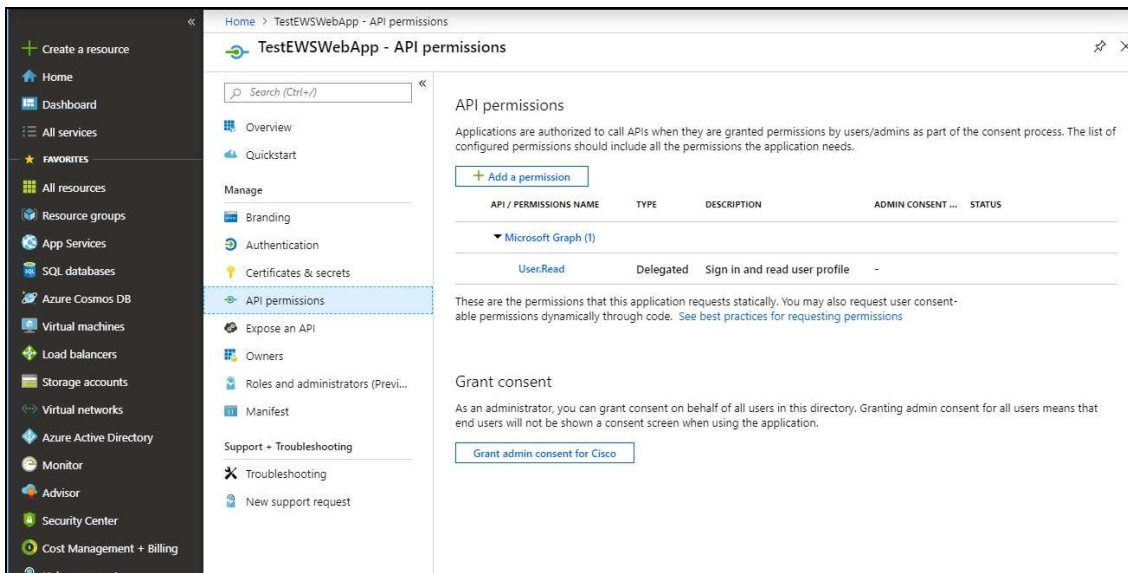 «
Create a resource
Home
Dashboard
All services
FAVORITES
All resources
Resource groups
App Services
SQL databases
Azure Cosmos DB
Virtual machines
Load balancers
Storage accounts
Virtual networks
Azure Active Directory
Monitor
Advisor
Security Center
Cost Management + Billing
Home > TestEWSWebApp - API permissions
TestEWSWebApp - API permissions
Search (Ctrl+/)
«
Overview
Quickstart
Manage
Branding
Authentication
Certificates & secrets
API permissions
Expose an API
Owners
Roles and administrators (Previ...
Manifest
Support + Troubleshooting
Troubleshooting
New support request
API permissions
Applications are authorized to call APIs when they are granted permissions by users/admins as part of the consent process. The list of
configured permissions should include all the permissions the application needs.
+ Add a permission
API / PERMISSIONS NAME TYPE DESCRIPTION ADMIN CONSENT ... STATUS
Microsoft Graph (1)
User.Read Delegated Sign in and read user profile -
These are the permissions that this application requests statically. You may also request user consent-
able permissions dynamically through code. See best practices for requesting permissions
Grant consent
As an administrator, you can grant consent on behalf of all users in this directory. Granting admin consent for all users means that
end users will not be shown a consent screen when using the application.
Grant admin consent for Cisco